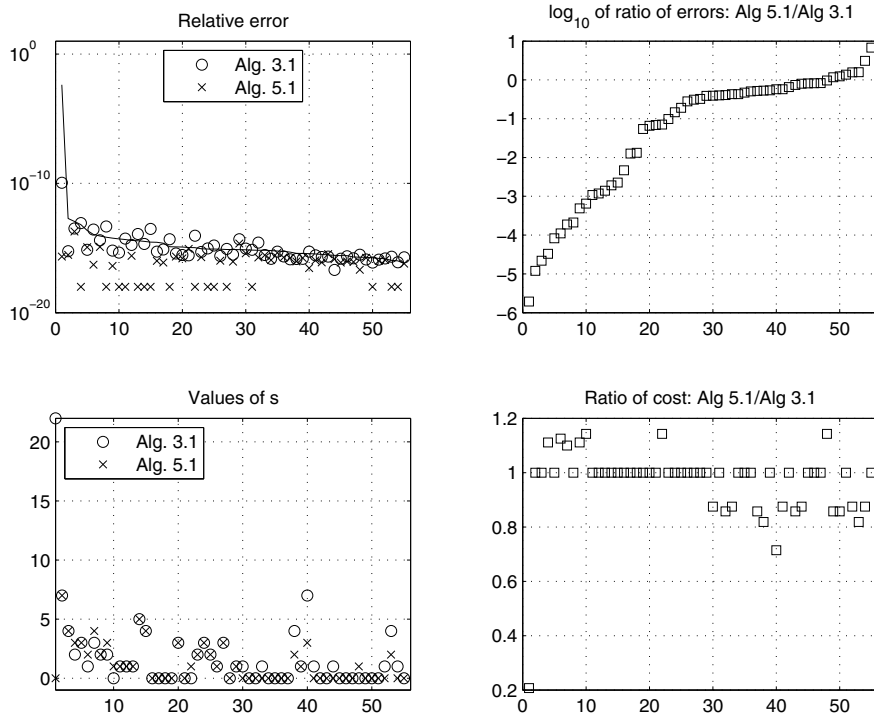 Relative error
10^0
10^-10
10^-20
Alg. 3.1
Alg. 5.1
0 10 20 30 40 50
log_10 of ratio of errors: Alg 5.1/Alg 3.1
1
0
−1
−2
−3
−4
−5
−6
0 10 20 30 40 50
Values of s
20
15
10
5
0
Alg. 3.1
Alg. 5.1
10 20 30 40 50
Ratio of cost: Alg 5.1/Alg 3.1
1.2
1
0.8
0.6
0.4
0.2
0 10 20 30 40 50